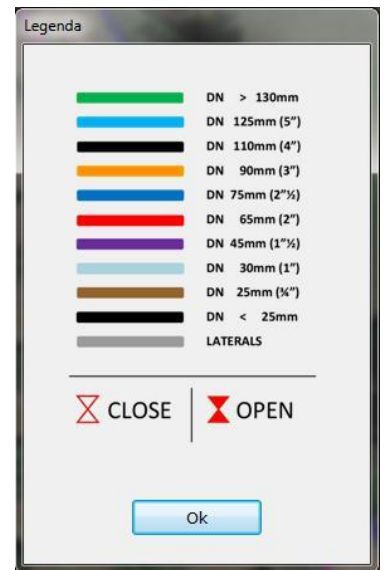 Legenda
DN > 130mm
DN 125mm (5”)
DN 110mm (4”)
DN 90mm (3”)
DN 75mm (2”½)
DN 65mm (2”)
DN 45mm (1”½)
DN 30mm (1”)
DN 25mm (¾”)
DN < 25mm
LATERALS
CLOSE
OPEN
Ok